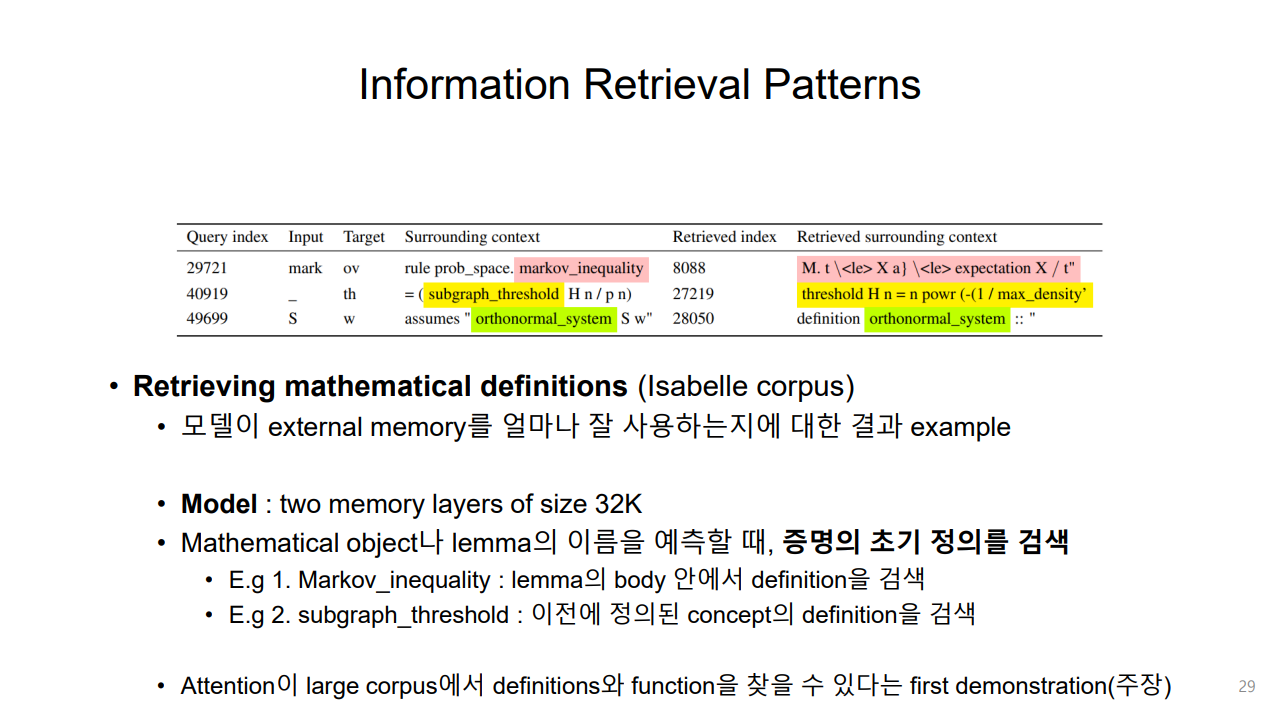 Information Retrieval Patterns
Query index Input Target Surrounding context Retrieved index Retrieved surrounding context
29721 mark ov rule prob_space.markov_inequality 8088 M. t \<le> X a} \<le> expectation X / t"
40919 _ th = ( subgraph_threshold H n / p n) 27219 threshold H n = n powr (-(1 / max_density'
49699 S w assumes " orthonormal_system S w" 28050 definition orthonormal_system :: "
• Retrieving mathematical definitions (Isabelle corpus)
• 모델이 external memory를 얼마나 잘 사용하는지에 대한 결과 example
• Model : two memory layers of size 32K
• Mathematical object나 lemma의 이름을 예측할 때, 증명의 초기 정의를 검색
• E.g 1. Markov_inequality : lemma의 body 안에서 definition을 검색
• E.g 2. subgraph_threshold : 이전에 정의된 concept의 definition을 검색
• Attention이 large corpus에서 definitions와 function을 찾을 수 있다는 first demonstration(주장)
29